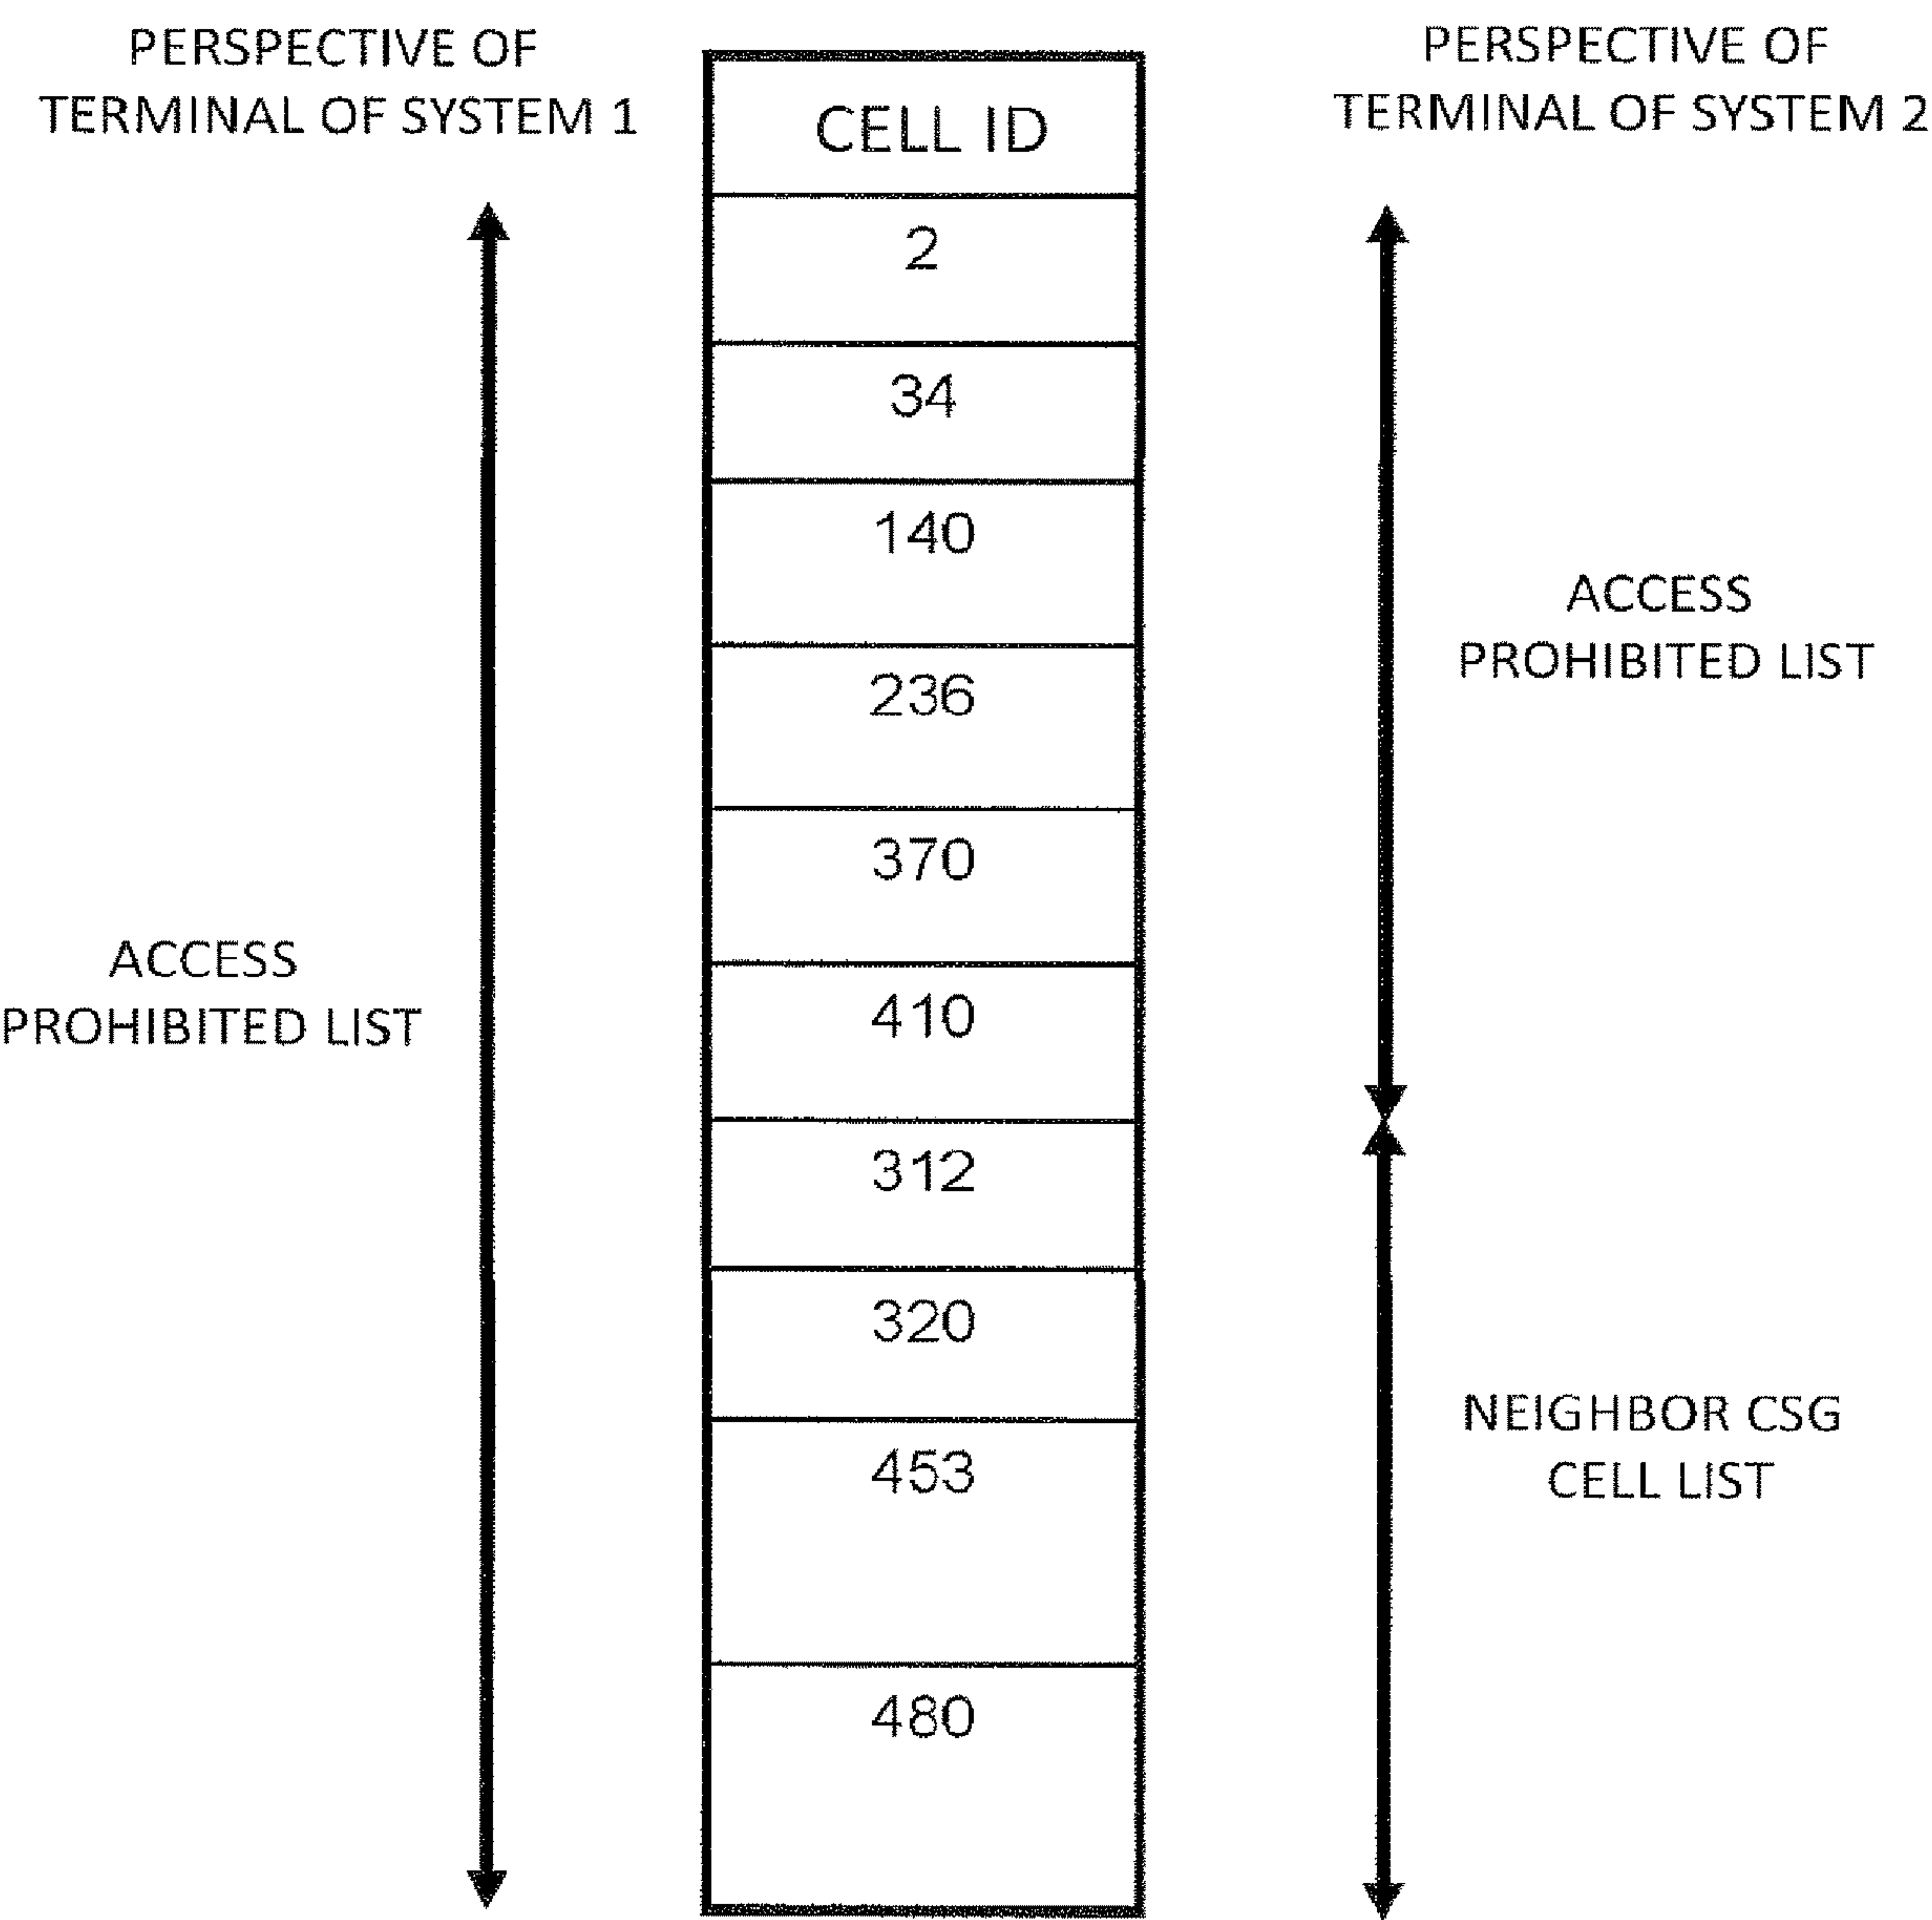 PERSPECTIVE OF
TERMINAL OF SYSTEM 1
CELL ID
PERSPECTIVE OF
TERMINAL OF SYSTEM 2
2
34
140
236
370
410
312
320
453
480
ACCESS
PROHIBITED LIST
ACCESS
PROHIBITED LIST
NEIGHBOR CSG
CELL LIST